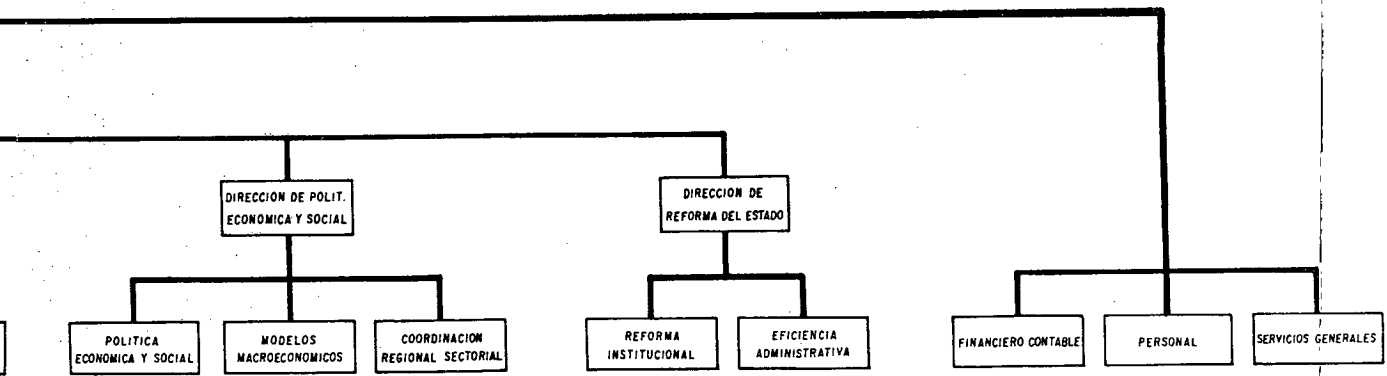 DIRECCION DE POLIT.
ECONOMICA Y SOCIAL
DIRECCION DE
REFORMA DEL ESTADO
POLITICA
ECONOMICA Y SOCIAL
MODELOS
MACROECONOMICOS
COORDINACION
REGIONAL SECTORIAL
REFORMA
INSTITUCIONAL
EFICIENCIA
ADMINISTRATIVA
FINANCIERO CONTABLE
PERSONAL
SERVICIOS GENERALES